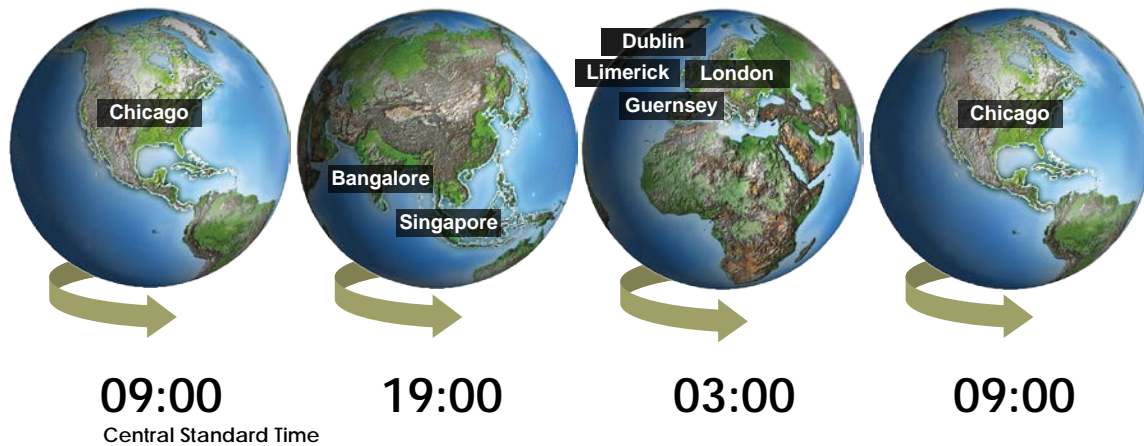 Chicago
Bangalore
Singapore
Dublin
Limerick
London
Guernsey
Chicago
09:00
19:00
03:00
09:00
Central Standard Time